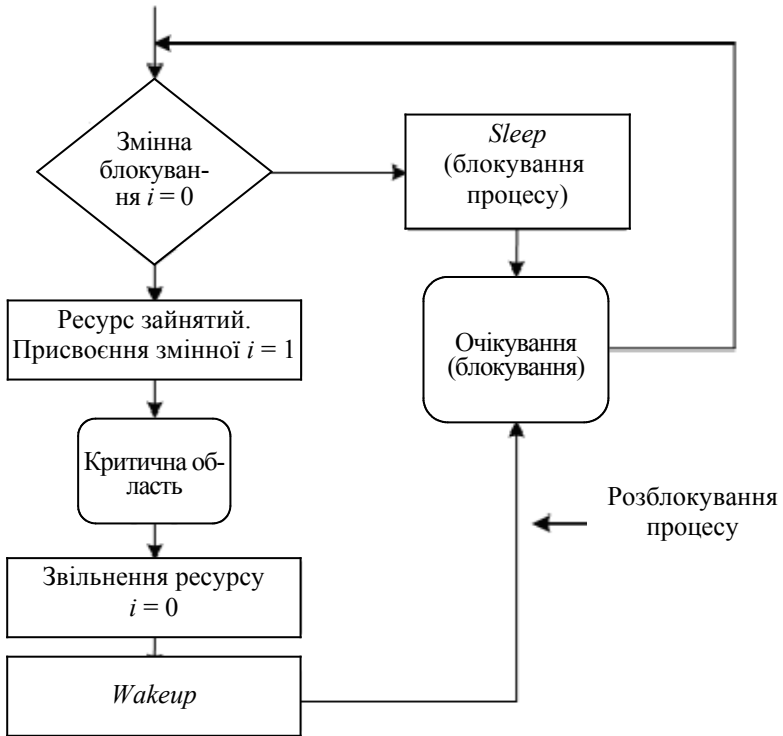 Змінна
блокуван-
ня i = 0
Sleep
(блокування
процесу)
Ресурс зайнятий.
Присвоєння змінної i = 1
Очікування
(блокування)
Критична об-
ласть
Розблокування
процесу
Звільнення ресурсу
i = 0
Wakeup